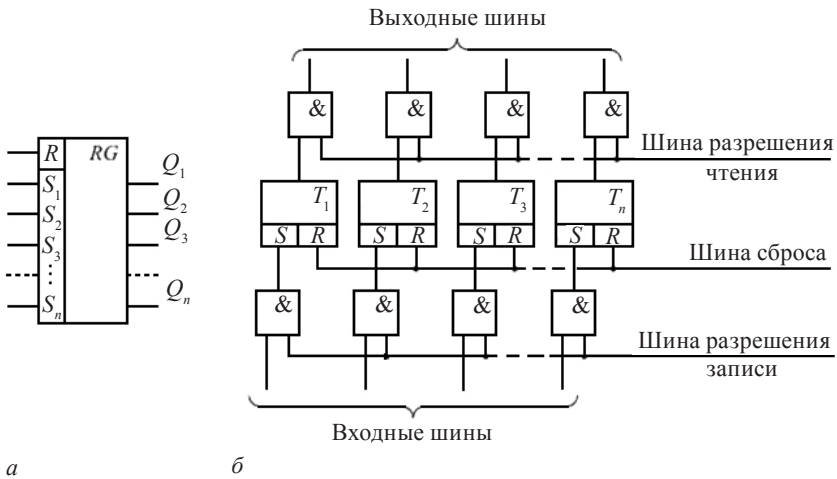 Выходные шины
& & & &
Шина разрешения
чтения
R RG
S₁ Q₁
S₂ Q₂
S₃ Q₃
⋮
Sₙ Qₙ
T₁ T₂ T₃ Tₙ
S R S R S R S R
Шина сброса
& & & &
Шина разрешения
записи
Входные шины
а б